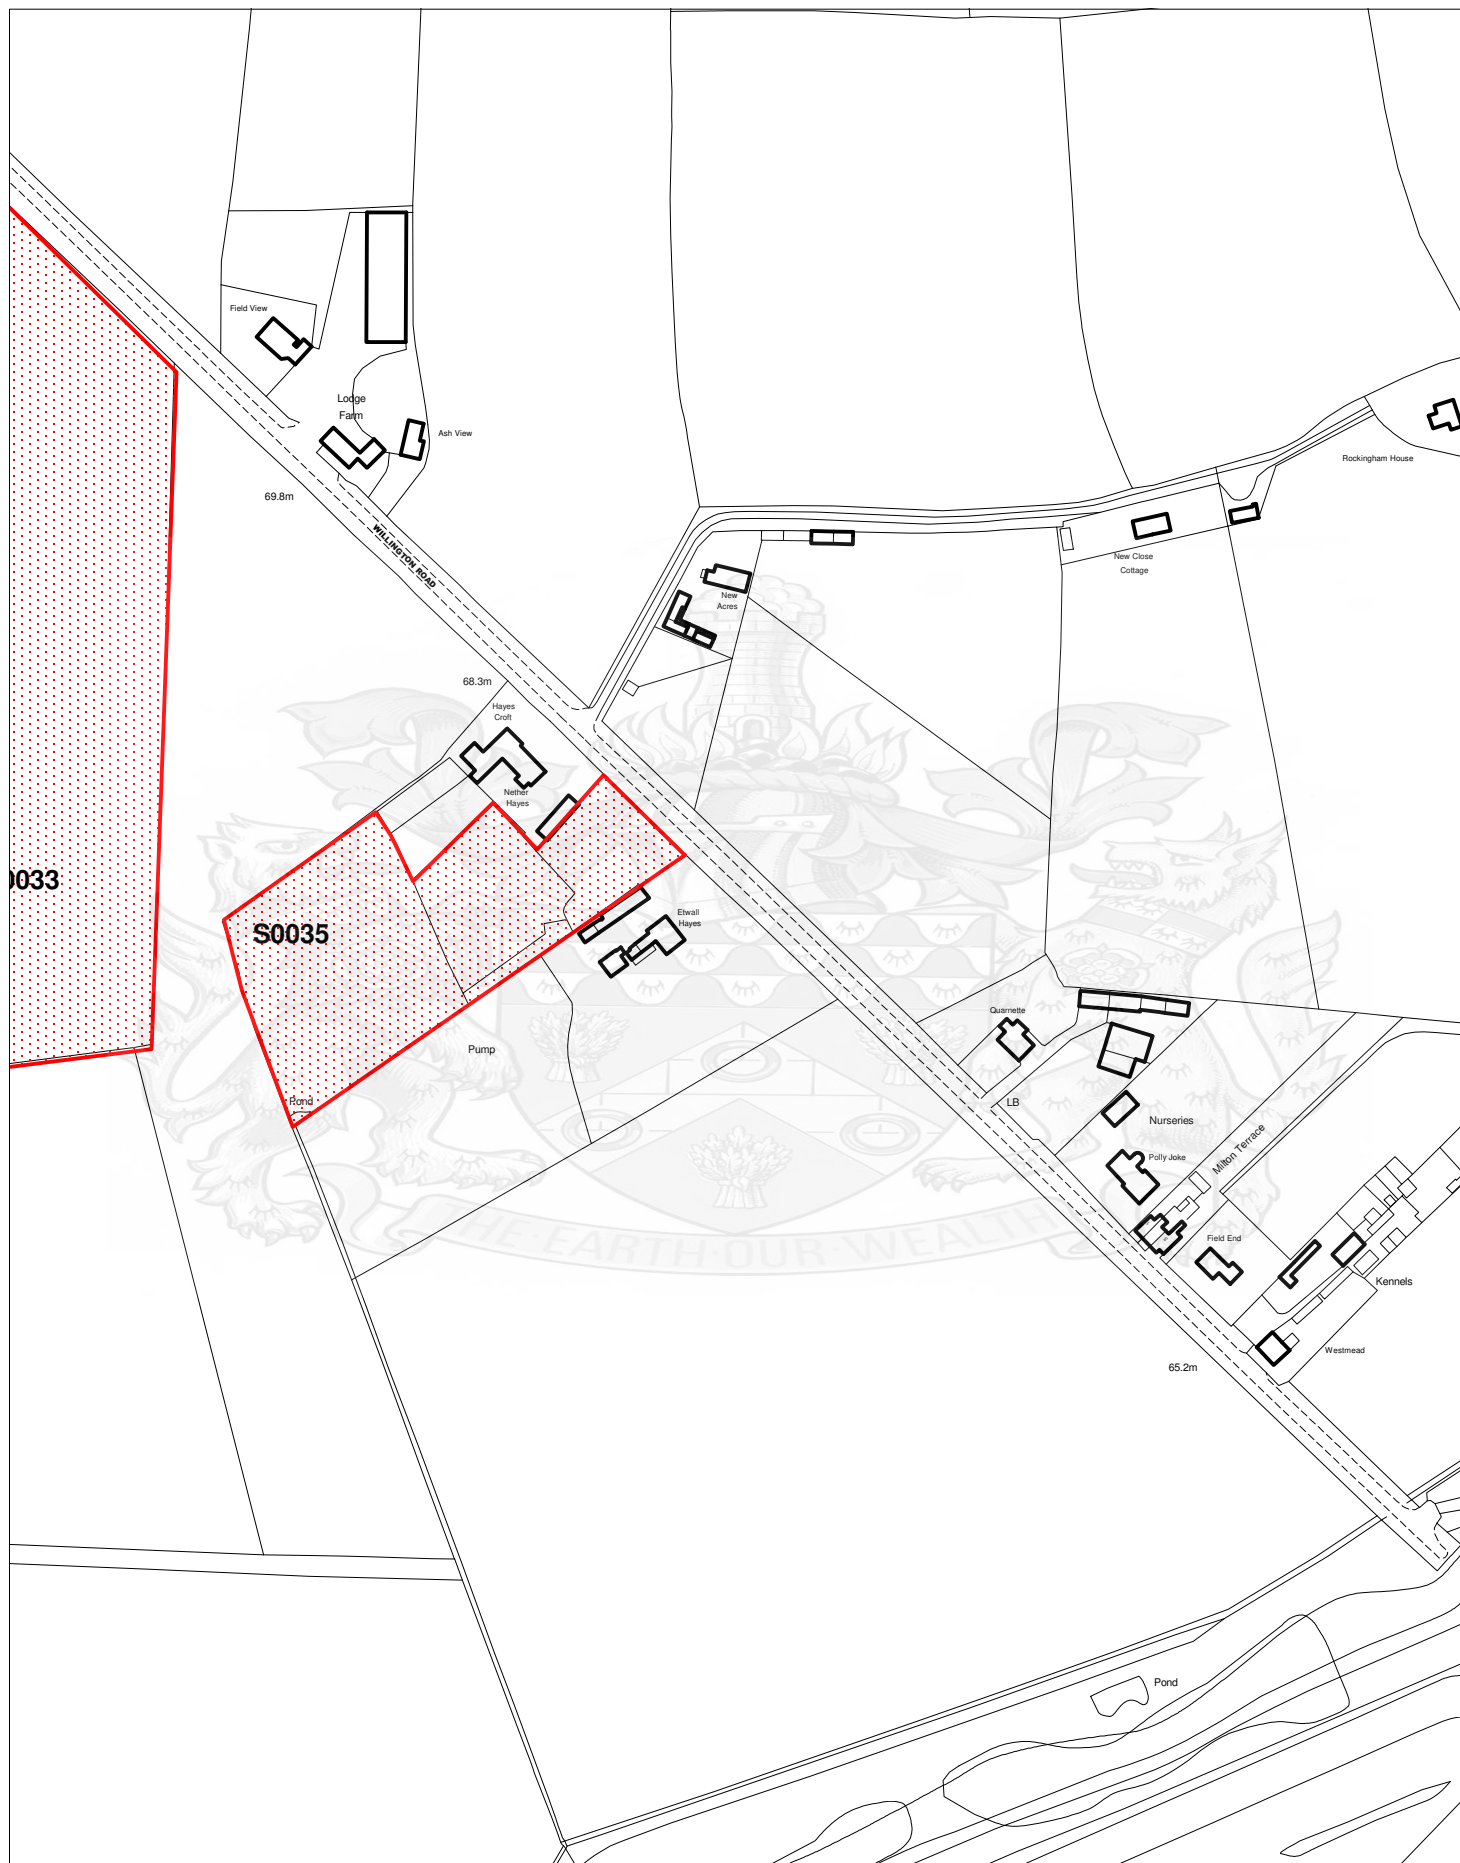 Field View
Lodge
Farm
Ash View
Rockingham House
69.8m
WILLINGTON ROAD
New Close
Cottage
New
Acres
68.3m
Hayes
Croft
Nether
Hayes
0033
S0035
Etwall
Hayes
Quarnette
Pump
Pond
LB
Nurseries
Milton Terrace
Polly Joke
THE·EARTH·OUR·WEALTH
Field End
Kennels
Westmead
65.2m
Pond